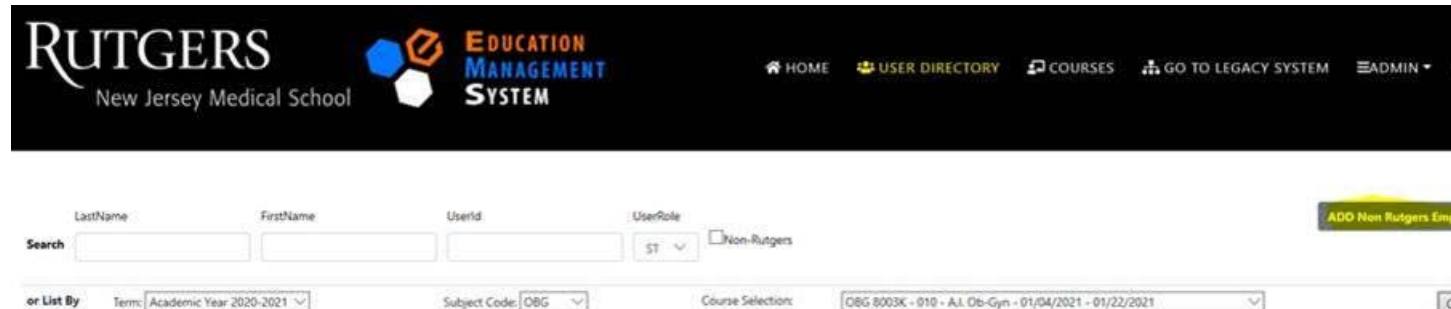 RUTGERS
New Jersey Medical School
EDUCATION
MANAGEMENT
SYSTEM
HOME USER DIRECTORY COURSES GO TO LEGACY SYSTEM ADMIN
LastName FirstName UserId UserRole
Search ST Non-Rutgers
ADD Non Rutgers
or List By Term: Academic Year 2020-2021 Subject Code: OBG Course Selection: OBG 8003K - 010 - A.I. Ob-Gyn - 01/04/2021 - 01/22/2021